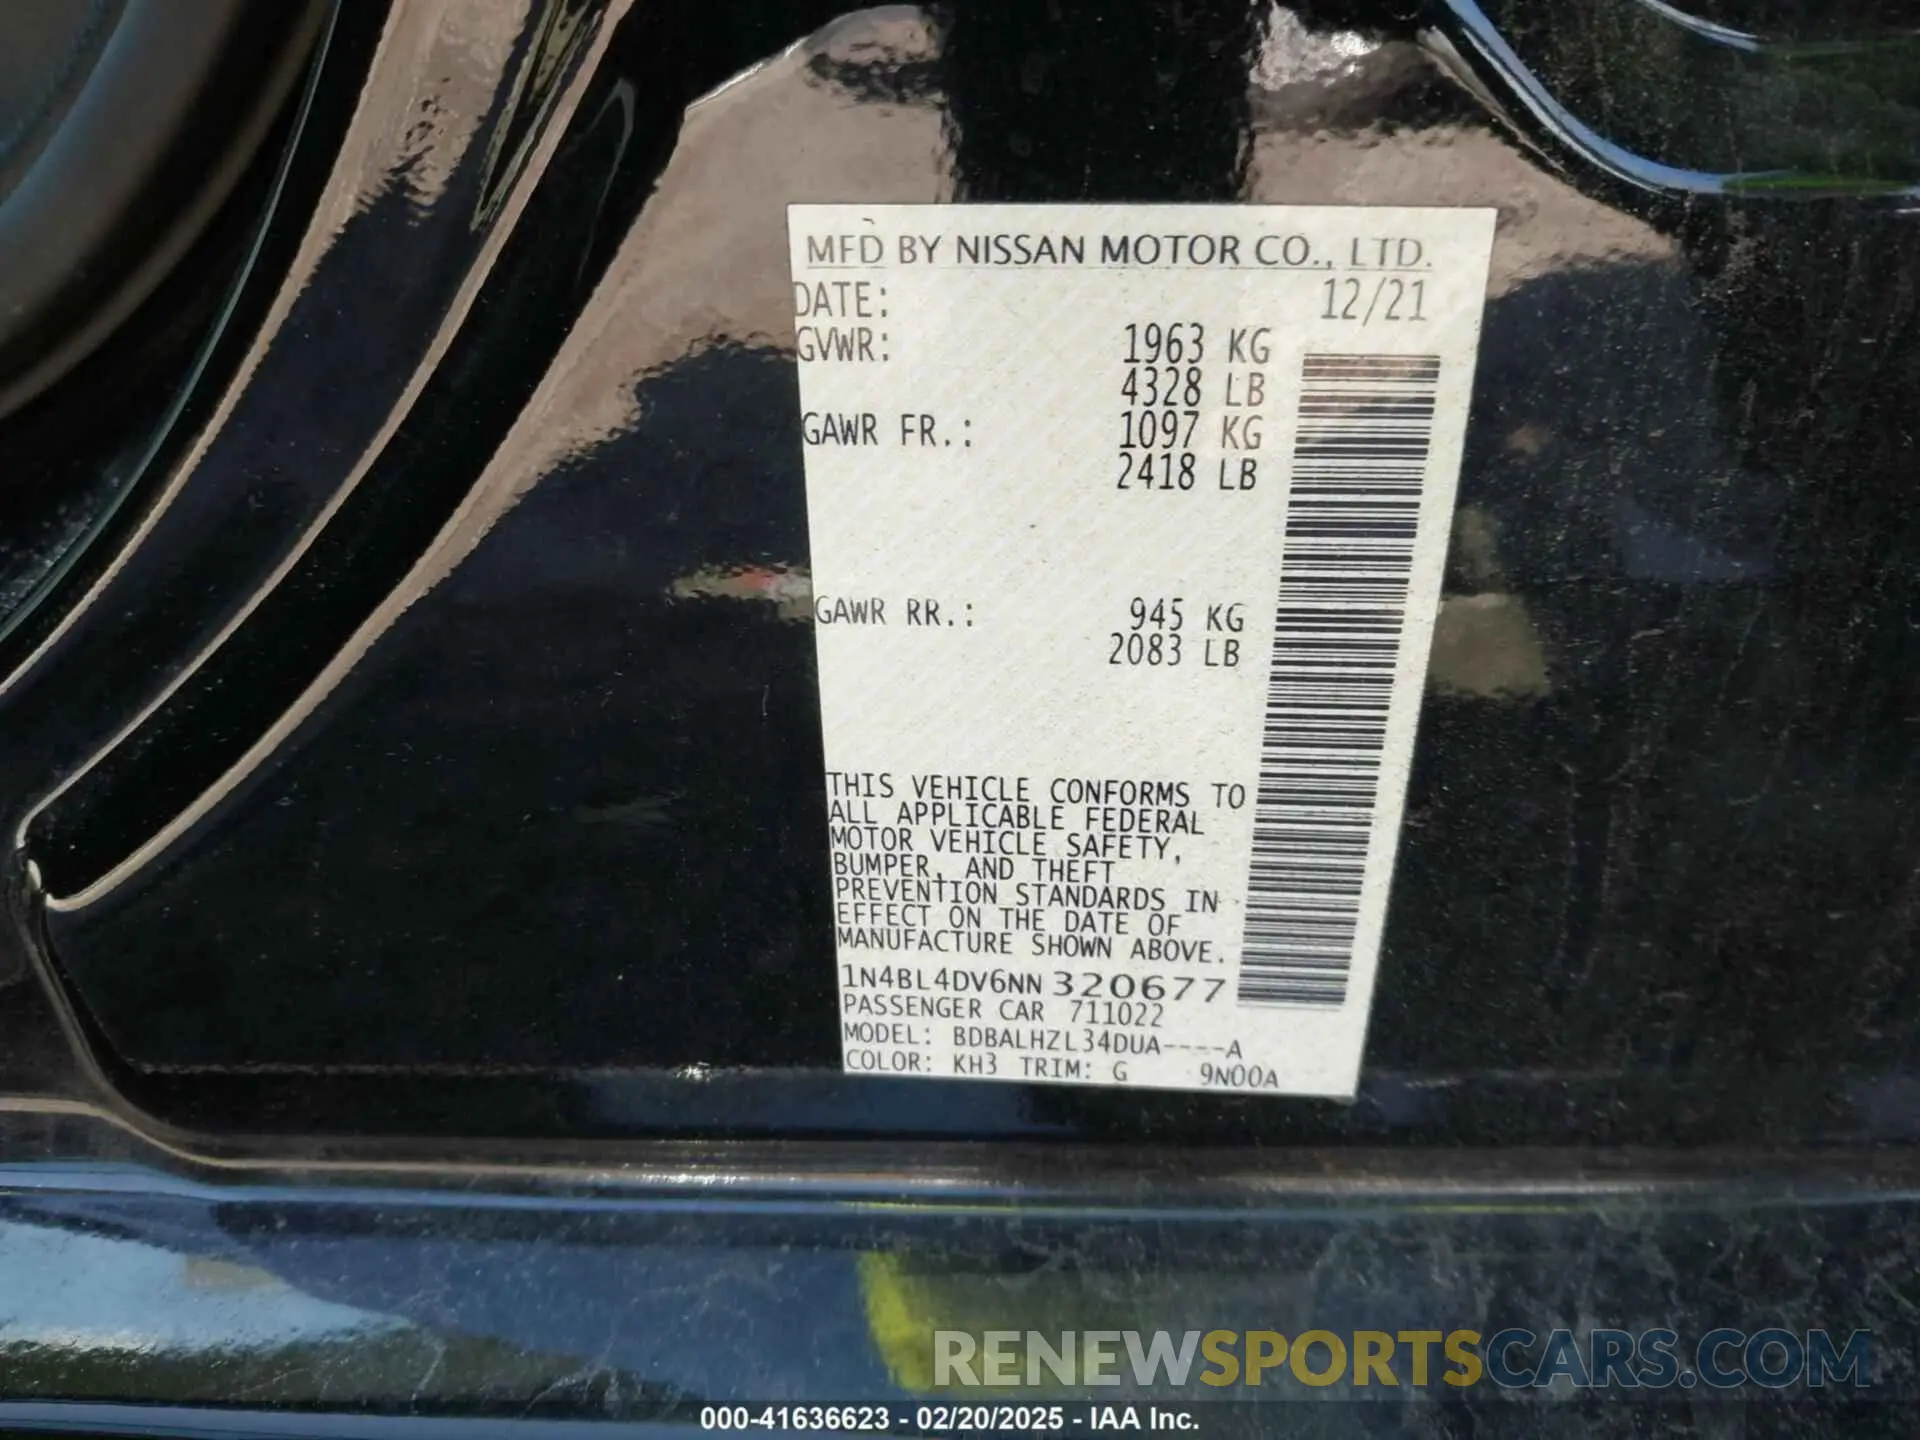 MFD BY NISSAN MOTOR CO., LTD.
DATE: 12/21
GVWR: 1963 KG
4328 LB
GAWR FR.: 1097 KG
2418 LB
GAWR RR.: 945 KG
2083 LB
THIS VEHICLE CONFORMS TO
ALL APPLICABLE FEDERAL
MOTOR VEHICLE SAFETY,
BUMPER, AND THEFT
PREVENTION STANDARDS IN
EFFECT ON THE DATE OF
MANUFACTURE SHOWN ABOVE.
1N4BL4DV6NN 320677
PASSENGER CAR 711022
MODEL: BDBALHZL34DUA----A
COLOR: KH3 TRIM: G 9N00A
RENEWSPORTSCARS.COM
000-41636623 - 02/20/2025 - IAA Inc.